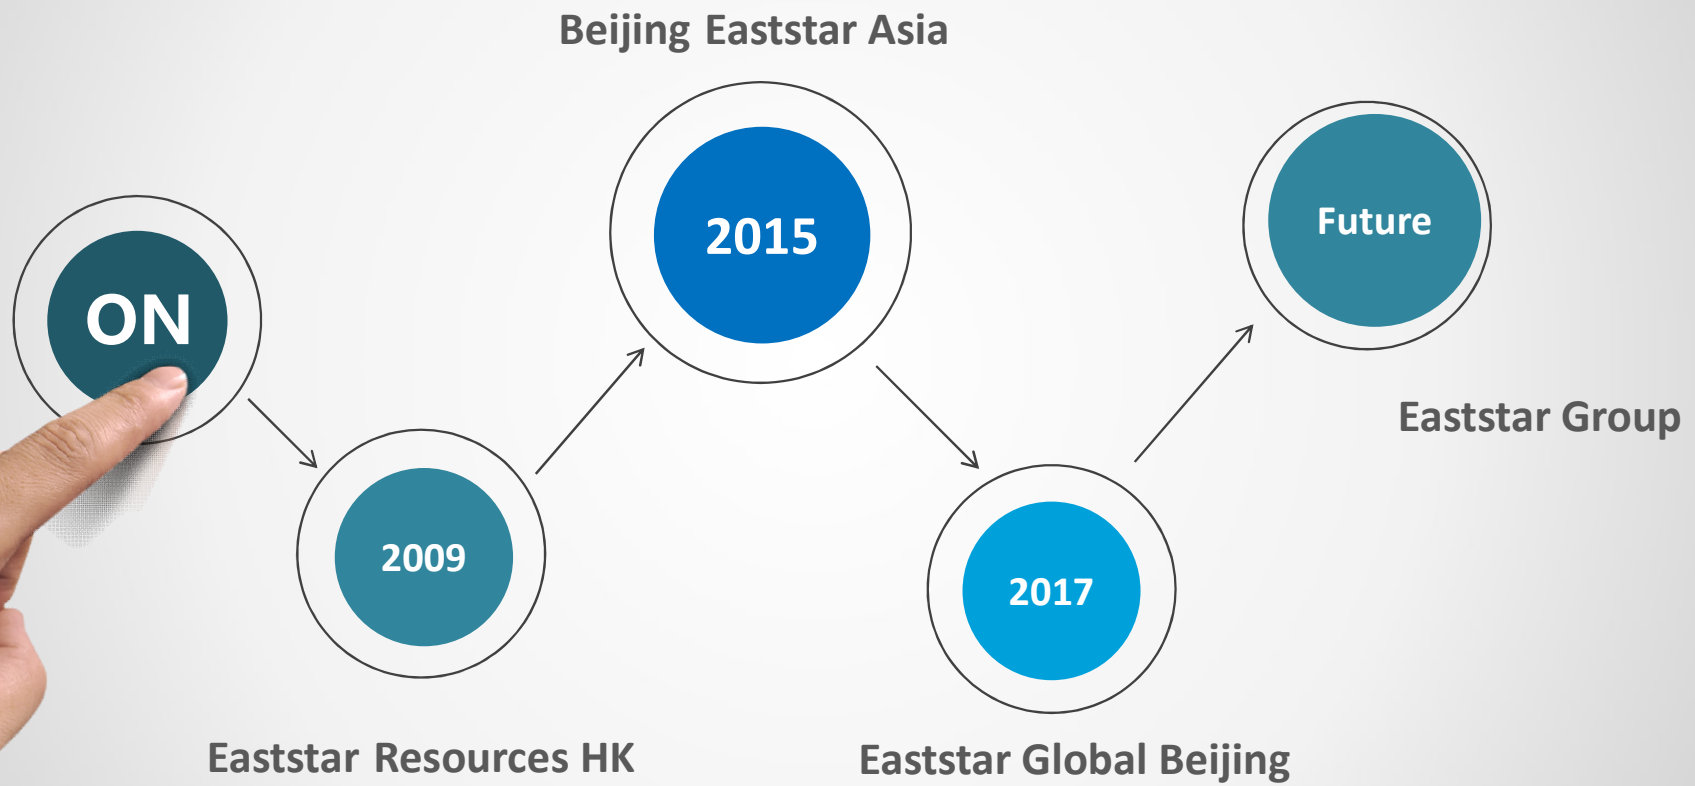 Beijing Eaststar Asia
ON
2009
Eaststar Resources HK
2015
2017
Eaststar Global Beijing
Future
Eaststar Group